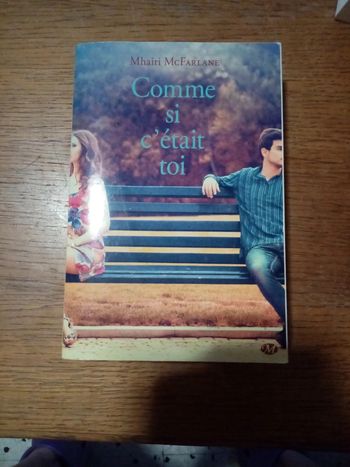 Mhairi McFarlane
Comme
si
c'était
toi
M